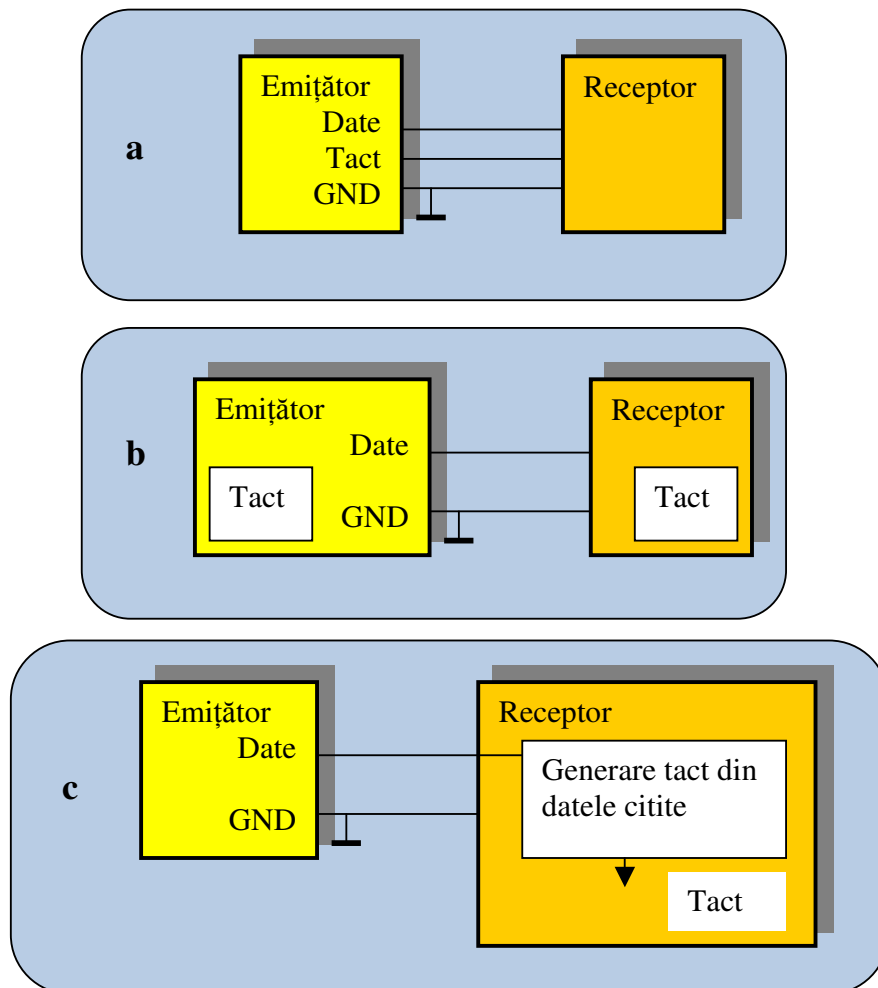 a
Emițător
Date
Tact
GND
Receptor
b
Emițător
Date
Tact
GND
Receptor
Tact
c
Emițător
Date
GND
Receptor
Generare tact din
datele citite
Tact